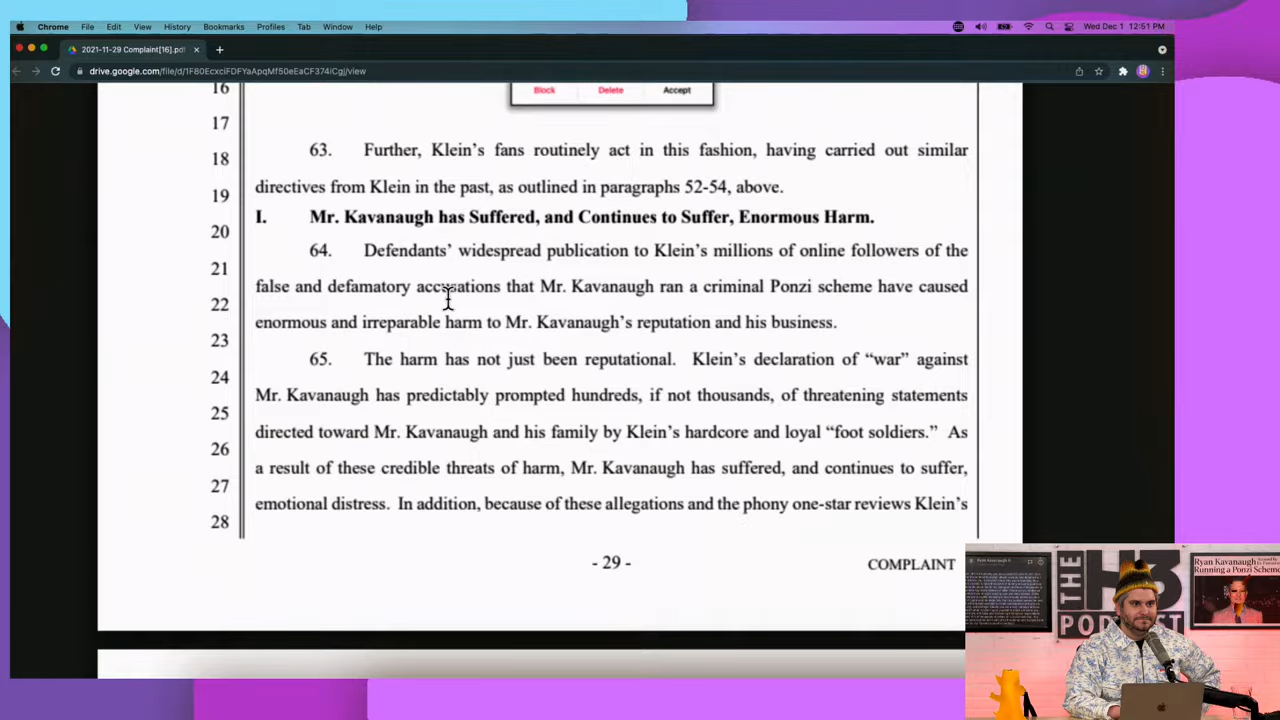 Chrome File Edit View History Bookmarks Profiles Tab Window Help Wed Dec 1 12:51 PM
2021-11-29 Complaint[16].pdf
drive.google.com/file/d/1F80EcxciFDFYaApqMf50eEaCF374iCgj/view
16 Block Delete Accept
17
18 63. Further, Klein's fans routinely act in this fashion, having carried out similar
19 directives from Klein in the past, as outlined in paragraphs 52-54, above.
20 I. Mr. Kavanaugh has Suffered, and Continues to Suffer, Enormous Harm.
21 64. Defendants' widespread publication to Klein's millions of online followers of the
22 false and defamatory accusations that Mr. Kavanaugh ran a criminal Ponzi scheme have caused
23 enormous and irreparable harm to Mr. Kavanaugh's reputation and his business.
24 65. The harm has not just been reputational. Klein's declaration of "war" against
25 Mr. Kavanaugh has predictably prompted hundreds, if not thousands, of threatening statements
26 directed toward Mr. Kavanaugh and his family by Klein's hardcore and loyal "foot soldiers." As
27 a result of these credible threats of harm, Mr. Kavanaugh has suffered, and continues to suffer,
28 emotional distress. In addition, because of these allegations and the phony one-star reviews Klein's
- 29 - COMPLAINT
THE H3 PODCAST
Ryan Kavanaugh
Running a Ponzi Scheme